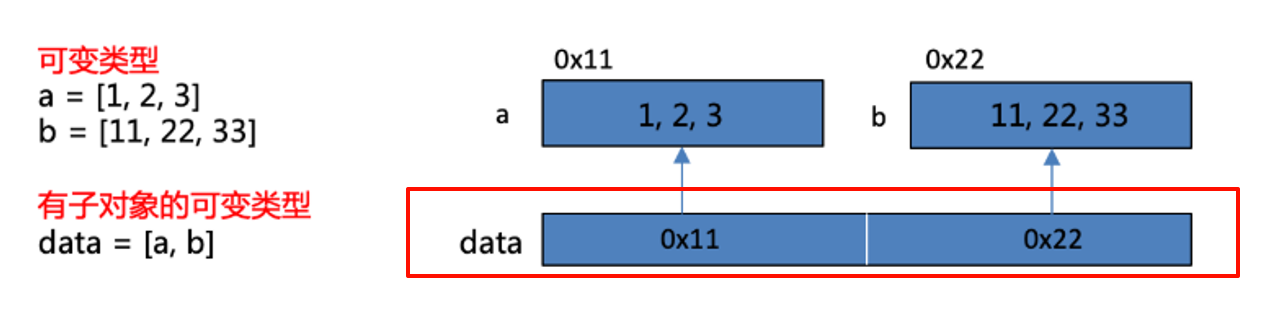 可变类型
a = [1, 2, 3]
b = [11, 22, 33]
有子对象的可变类型
data = [a, b]
0x11
0x22
a
1, 2, 3
b
11, 22, 33
data
0x11
0x22